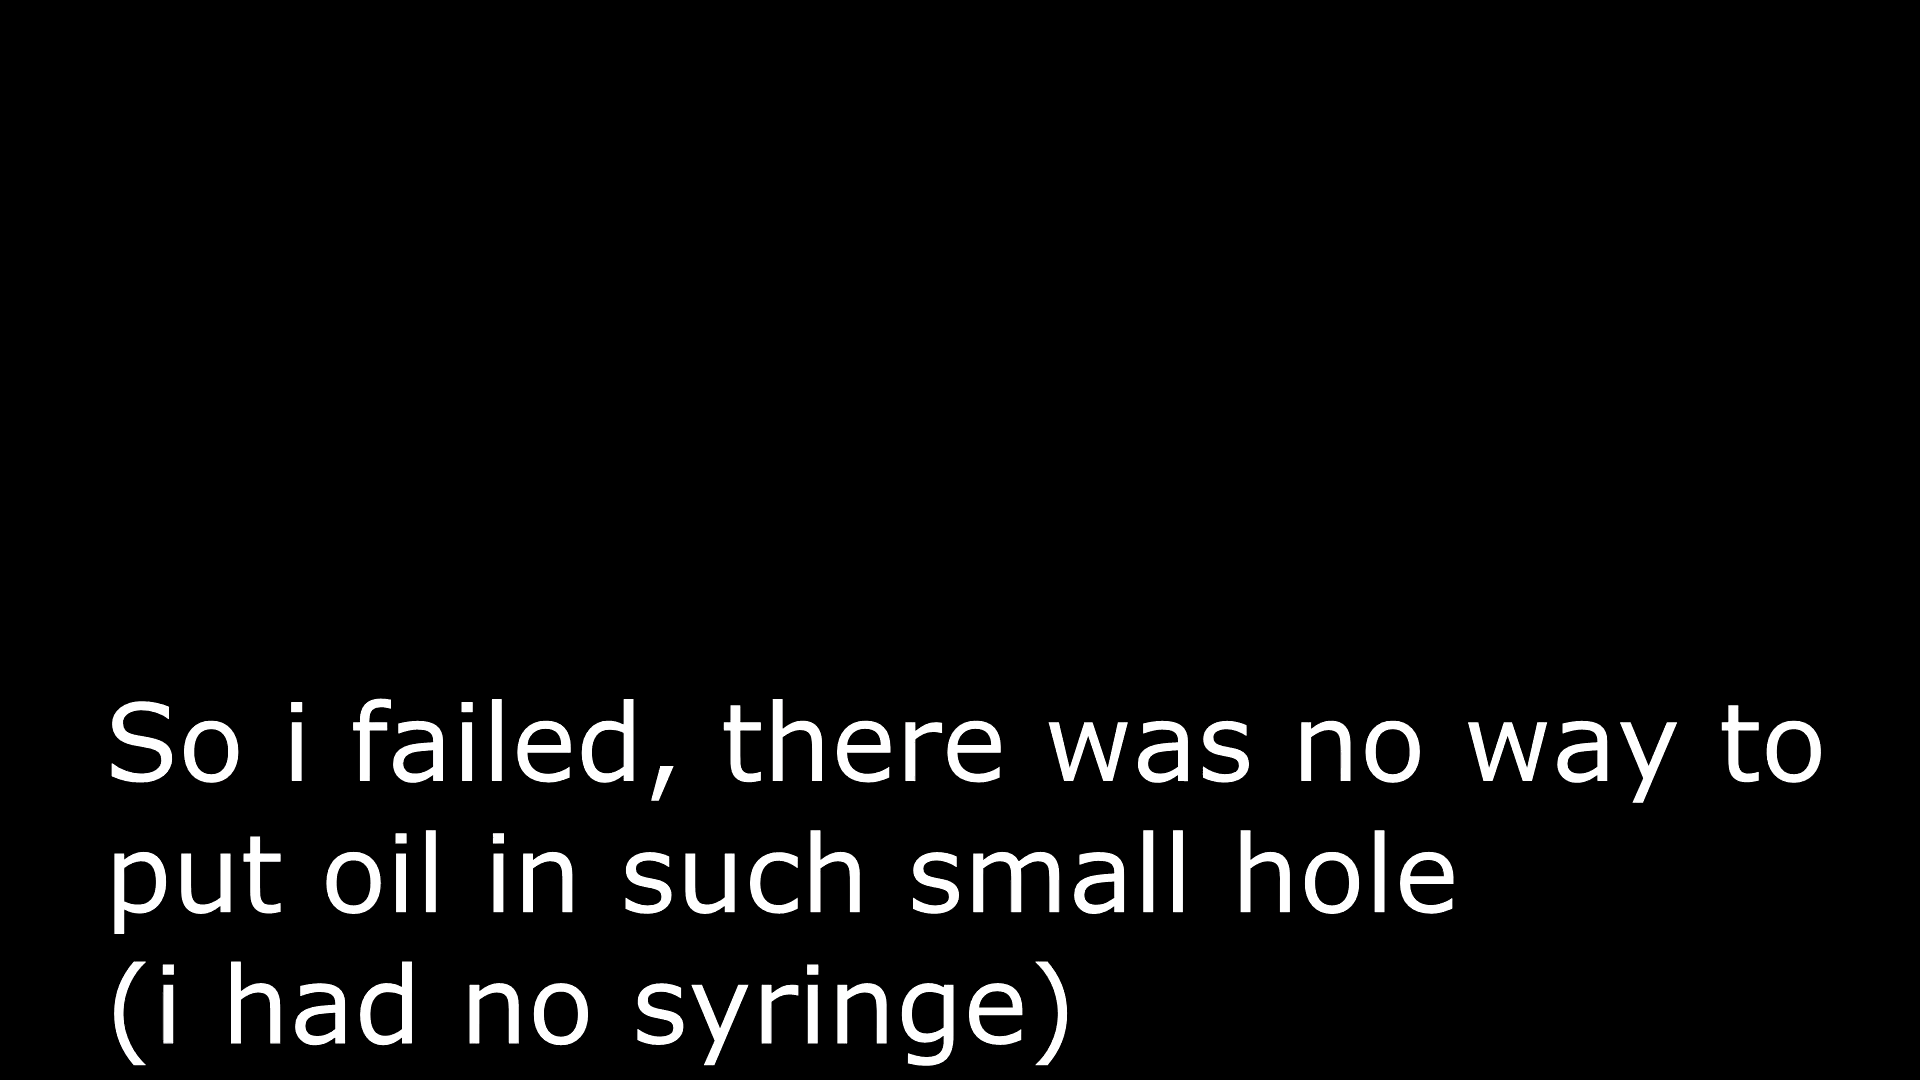 So i failed, there was no way to
put oil in such small hole
(i had no syringe)